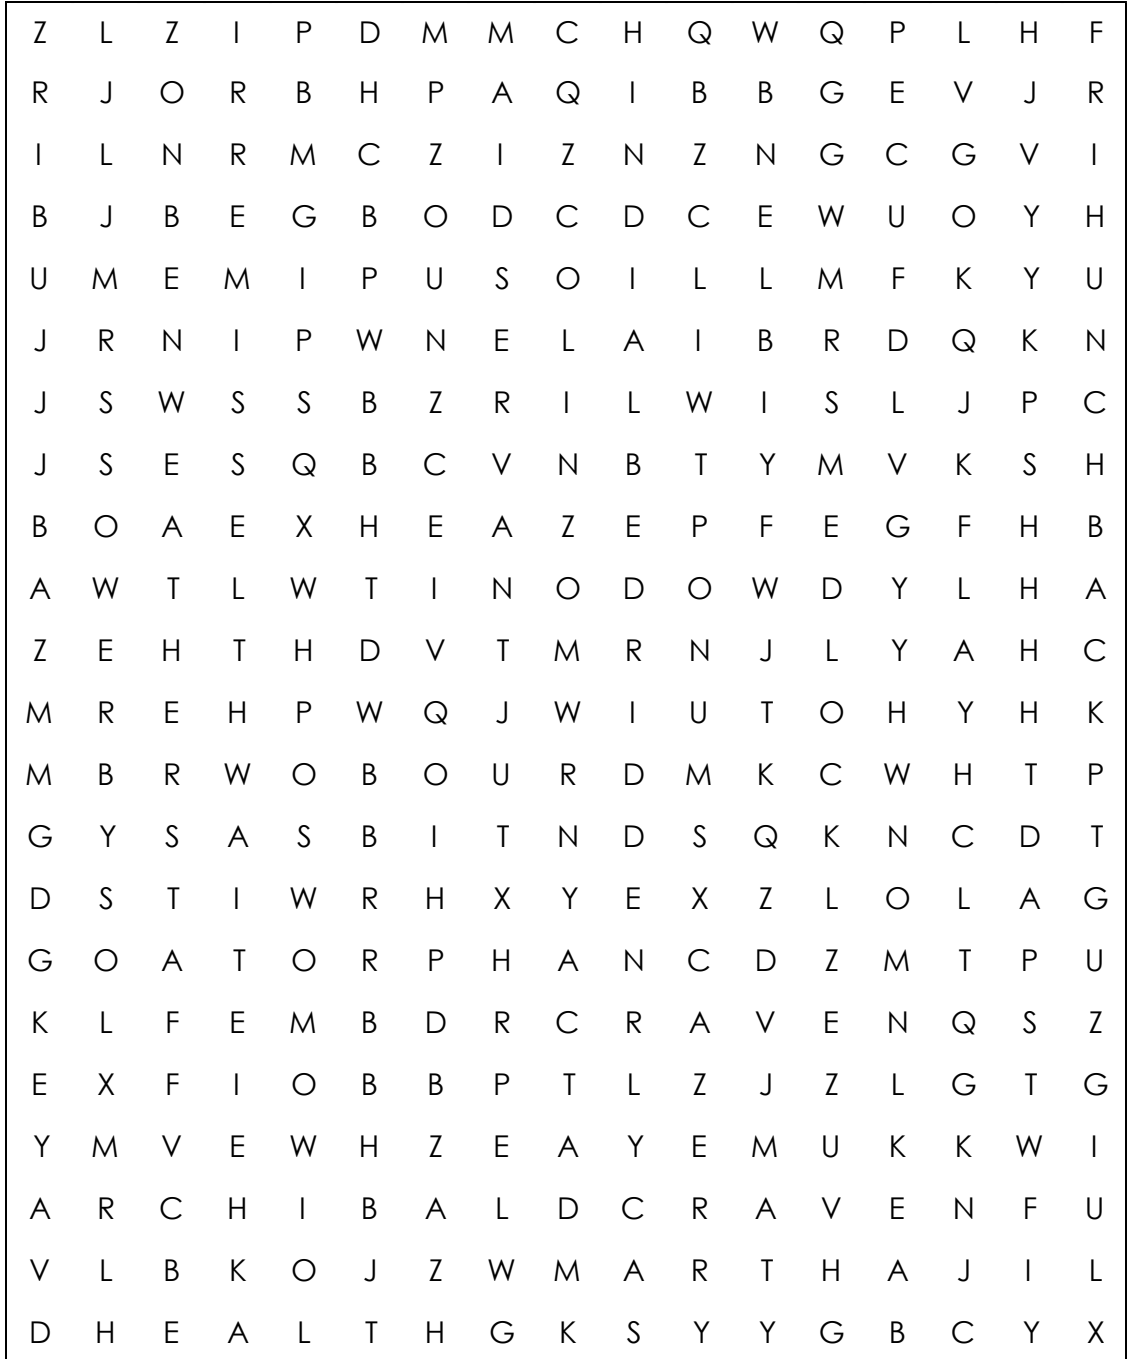 Z L Z I P D M M C H Q W Q P L H F
R J O R B H P A Q I B B G E V J R
I L N R M C Z I Z N Z N G C G V I
B J B E G B O D C D C E W U O Y H
U M E M I P U S O I L L M F K Y U
J R N I P W N E L A I B R D Q K N
J S W S S B Z R I L W I S L J P C
J S E S Q B C V N B T Y M V K S H
B O A E X H E A Z E P F E G F H B
A W T L W T I N O D O W D Y L H A
Z E H T H D V T M R N J L Y A H C
M R E H P W Q J W I U T O H Y H K
M B R W O B O U R D M K C W H T P
G Y S A S B I T N D S Q K N C D T
D S T I W R H X Y E X Z L O L A G
G O A T O R P H A N C D Z M T P U
K L F E M B D R C R A V E N Q S Z
E X F I O B B P T L Z J Z L G T G
Y M V E W H Z E A Y E M U K K W I
A R C H I B A L D C R A V E N F U
V L B K O J Z W M A R T H A J I L
D H E A L T H G K S Y Y G B C Y X